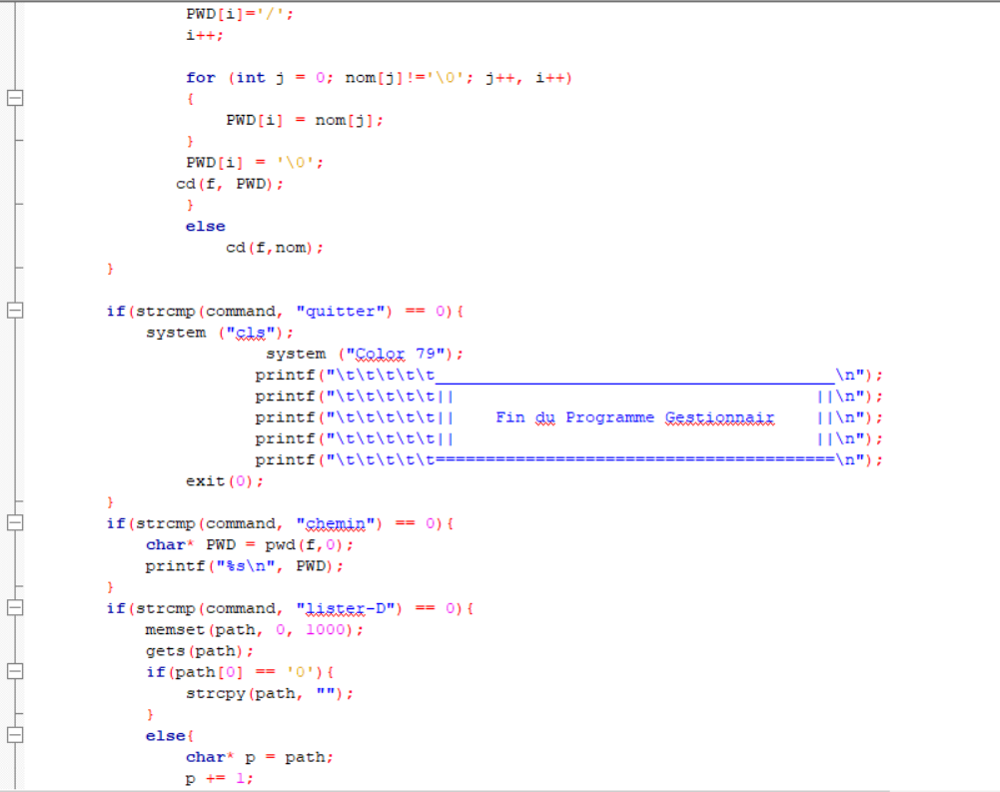 PWD[i]='/';
i++;
for (int j = 0; nom[j]!='\0'; j++, i++)
{
PWD[i] = nom[j];
}
PWD[i] = '\0';
cd(f, PWD);
}
else
cd(f,nom);
}
if(strcmp(command, "quitter") == 0){
system ("cls");
system ("Color 79");
printf("\t\t\t\t\t________________________________________\n");
printf("\t\t\t\t\t||                                    ||\n");
printf("\t\t\t\t\t||    Fin du Programme Gestionnair    ||\n");
printf("\t\t\t\t\t||                                    ||\n");
printf("\t\t\t\t\t========================================\n");
exit(0);
}
if(strcmp(command, "chemin") == 0){
char* PWD = pwd(f,0);
printf("%s\n", PWD);
}
if(strcmp(command, "lister-D") == 0){
memset(path, 0, 1000);
gets(path);
if(path[0] == '0'){
strcpy(path, "");
}
else{
char* p = path;
p += 1;